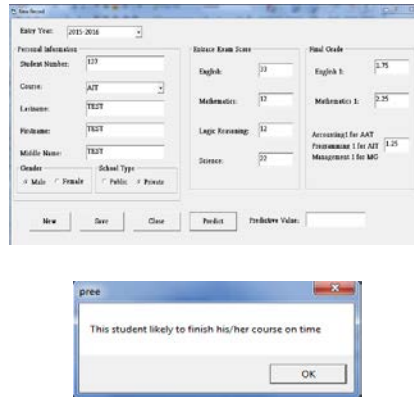 New Record
Entry Year: 2015-2016
Personal Information
Student Number: 123
Course: AIT
Lastname: TEST
Firstname: TEST
Middle Name: TEST
Gender
Male Female
School Type
Public Private
Entrace Exam Score
English: 33
Mathematics: 12
Logic Reasoning: 12
Science: 22
Final Grade
English 1: 1.75
Mathematics 1: 2.25
Accounting1 for AAT
Programming 1 for AIT 1.25
Management 1 for MG
New Save Close Predict Predictive Value:
pree
This student likely to finish his/her course on time
OK